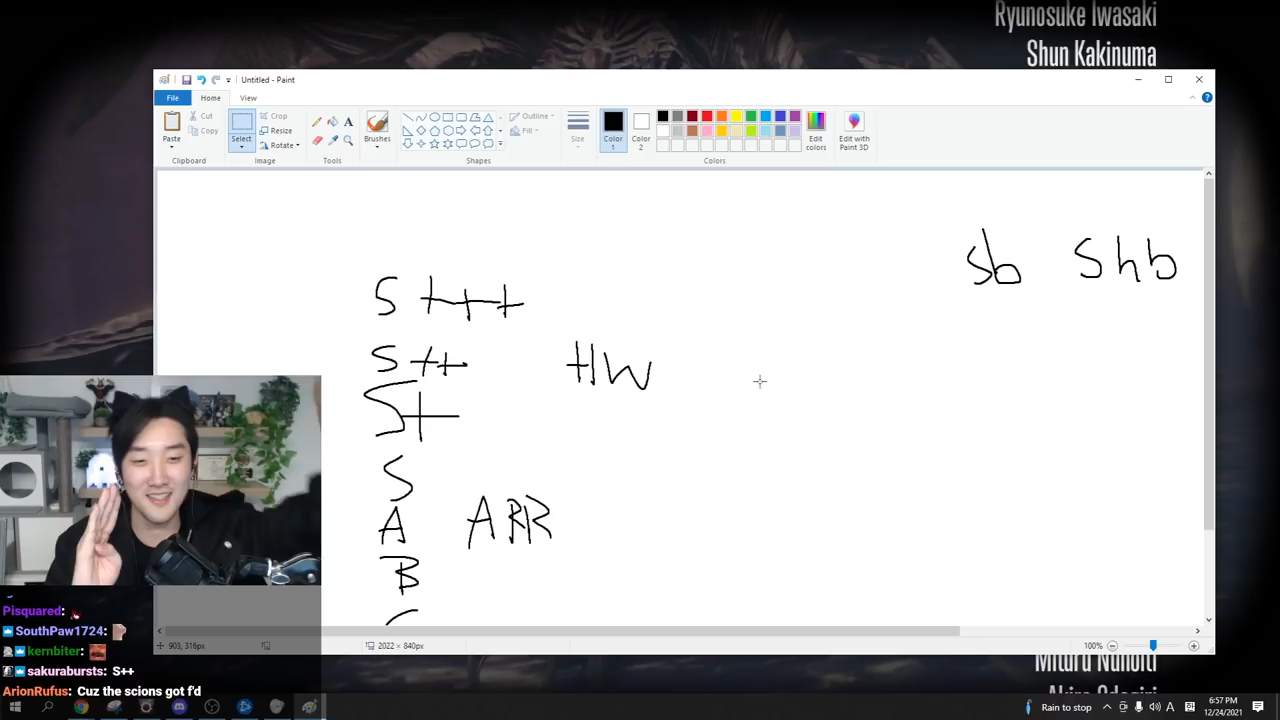 Ryunosuke Iwasaki
Shun Kakinuma
Untitled - Paint
File Home View
Paste
Cut
Copy
Clipboard
Select
Crop
Resize
Rotate
Image
Tools
Brushes
Outline
Fill
Shapes
Size
Color 1
Color 2
Edit colors
Colors
Edit with Paint 3D
Sb Shb
S+++
S++ HW
S+
S
A ARR
B
Pisquared:
SouthPaw1724:
kernbiter:
sakurabursts: S++
ArionRufus: Cuz the scions got f'd
903, 316px
2022 × 840px
100%
Rain to stop
6:57 PM
12/24/2021